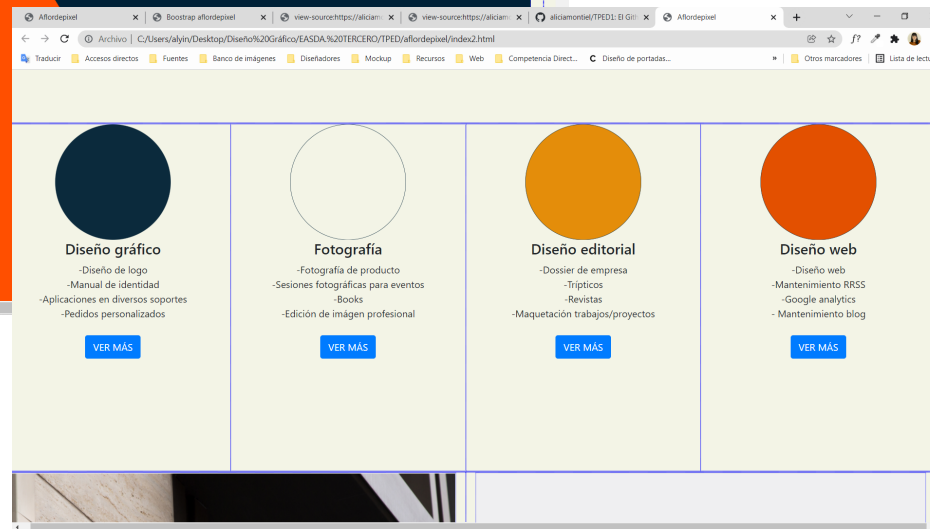 Aflordepixel
Boostrap aflordepixel
view-source:https://aliciam
view-source:https://aliciam
aliciamontiel/TPED1: El Gith
Aflordepixel
Archivo | C:/Users/alyin/Desktop/Diseño%20Gráfico/EASDA.%20TERCERO/TPED/aflordepixel/index2.html
f?
Traducir
Accesos directos
Fuentes
Banco de imágenes
Diseñadores
Mockup
Recursos
Web
Competencia Direct...
C Diseño de portadas...
»
Otros marcadores
Lista de lectu
Diseño gráfico
-Diseño de logo
-Manual de identidad
-Aplicaciones en diversos soportes
-Pedidos personalizados
VER MÁS
Fotografía
-Fotografía de producto
-Sesiones fotográficas para eventos
-Books
-Edición de imágen profesional
VER MÁS
Diseño editorial
-Dossier de empresa
-Trípticos
-Revistas
-Maquetación trabajos/proyectos
VER MÁS
Diseño web
-Diseño web
-Mantenimiento RRSS
-Google analytics
- Mantenimiento blog
VER MÁS